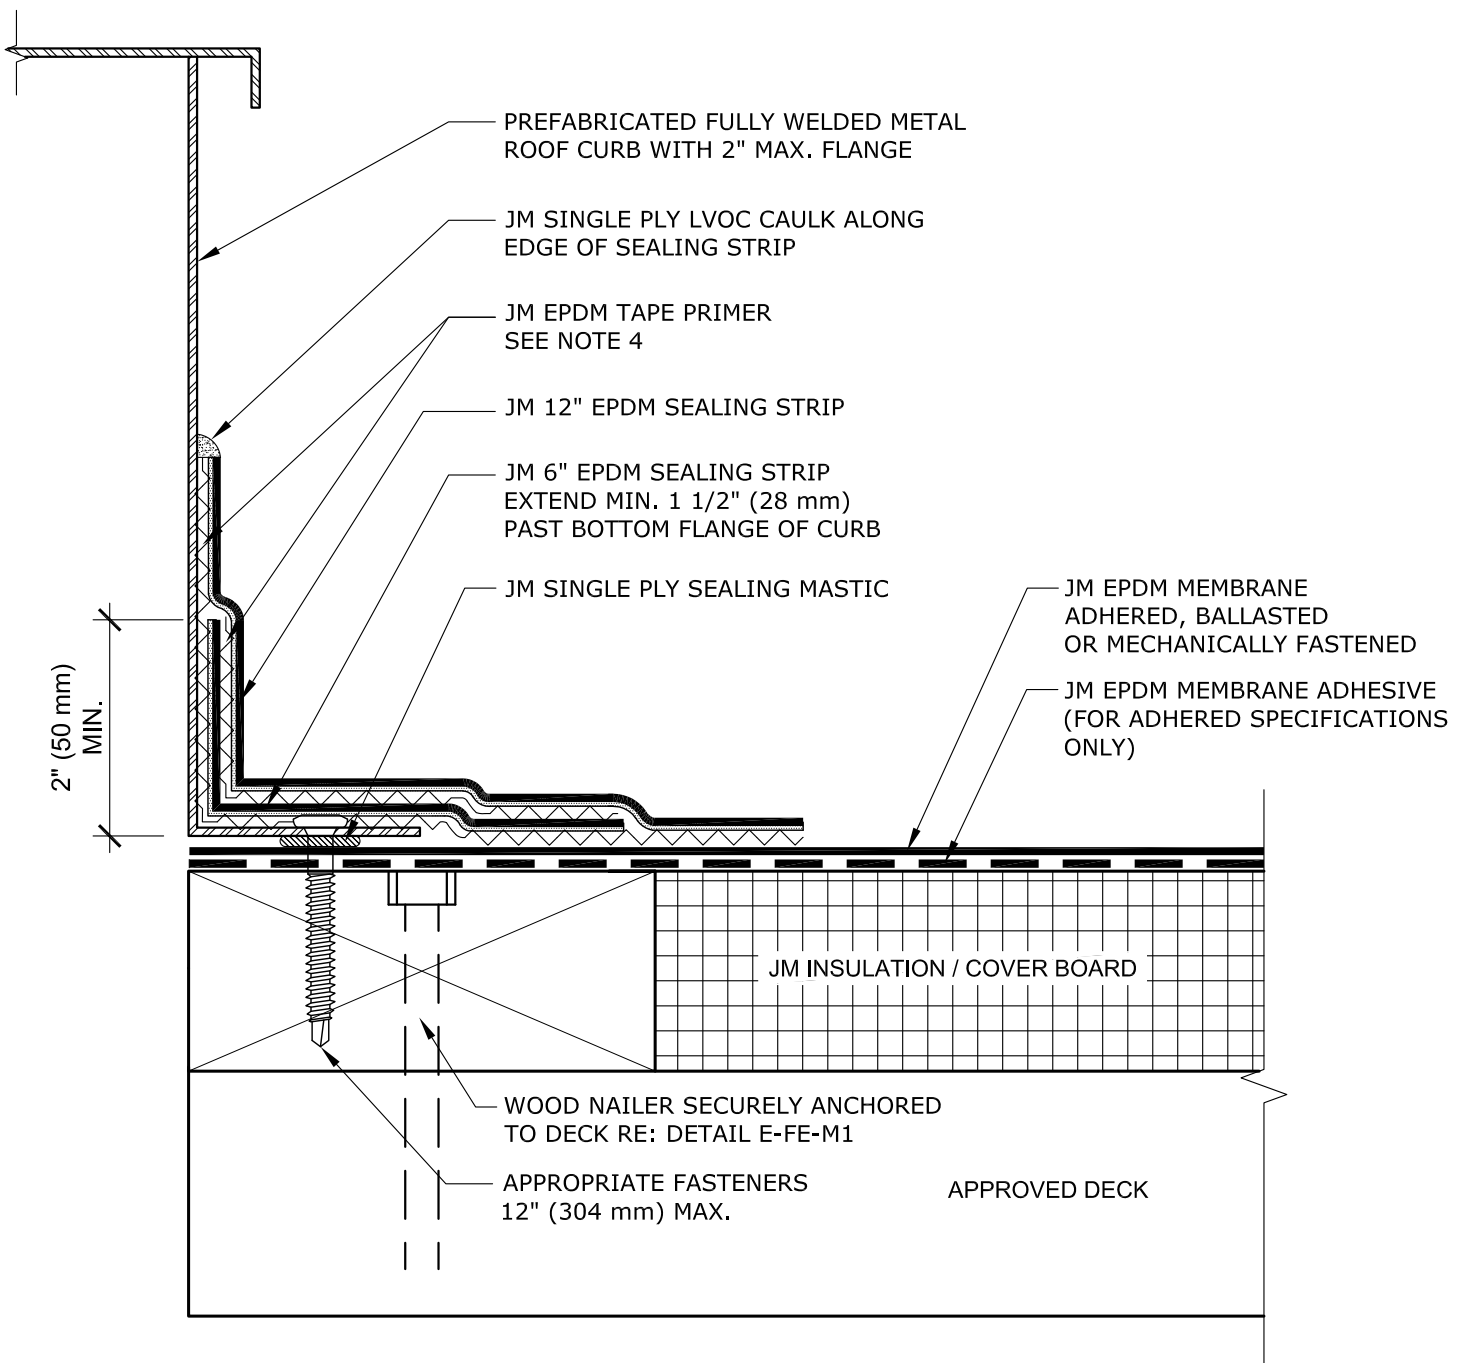 PREFABRICATED FULLY WELDED METAL
ROOF CURB WITH 2" MAX. FLANGE
JM SINGLE PLY LVOC CAULK ALONG
EDGE OF SEALING STRIP
JM EPDM TAPE PRIMER
SEE NOTE 4
JM 12" EPDM SEALING STRIP
JM 6" EPDM SEALING STRIP
EXTEND MIN. 1 1/2" (28 mm)
PAST BOTTOM FLANGE OF CURB
JM SINGLE PLY SEALING MASTIC
JM EPDM MEMBRANE
ADHERED, BALLASTED
OR MECHANICALLY FASTENED
JM EPDM MEMBRANE ADHESIVE
(FOR ADHERED SPECIFICATIONS
ONLY)
2" (50 mm)
MIN.
JM INSULATION / COVER BOARD
WOOD NAILER SECURELY ANCHORED
TO DECK RE: DETAIL E-FE-M1
APPROPRIATE FASTENERS
12" (304 mm) MAX.
APPROVED DECK